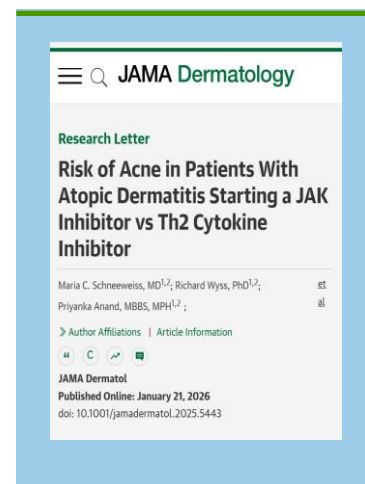 JAMA Dermatology
Research Letter
Risk of Acne in Patients With
Atopic Dermatitis Starting a JAK
Inhibitor vs Th2 Cytokine
Inhibitor
Maria C. Schneeweiss, MD1,2; Richard Wyss, PhD1,2; et
Priyanka Anand, MBBS, MPH1,2 ; al
Author Affiliations | Article Information
JAMA Dermatol
Published Online: January 21, 2026
doi: 10.1001/jamadermatol.2025.5443